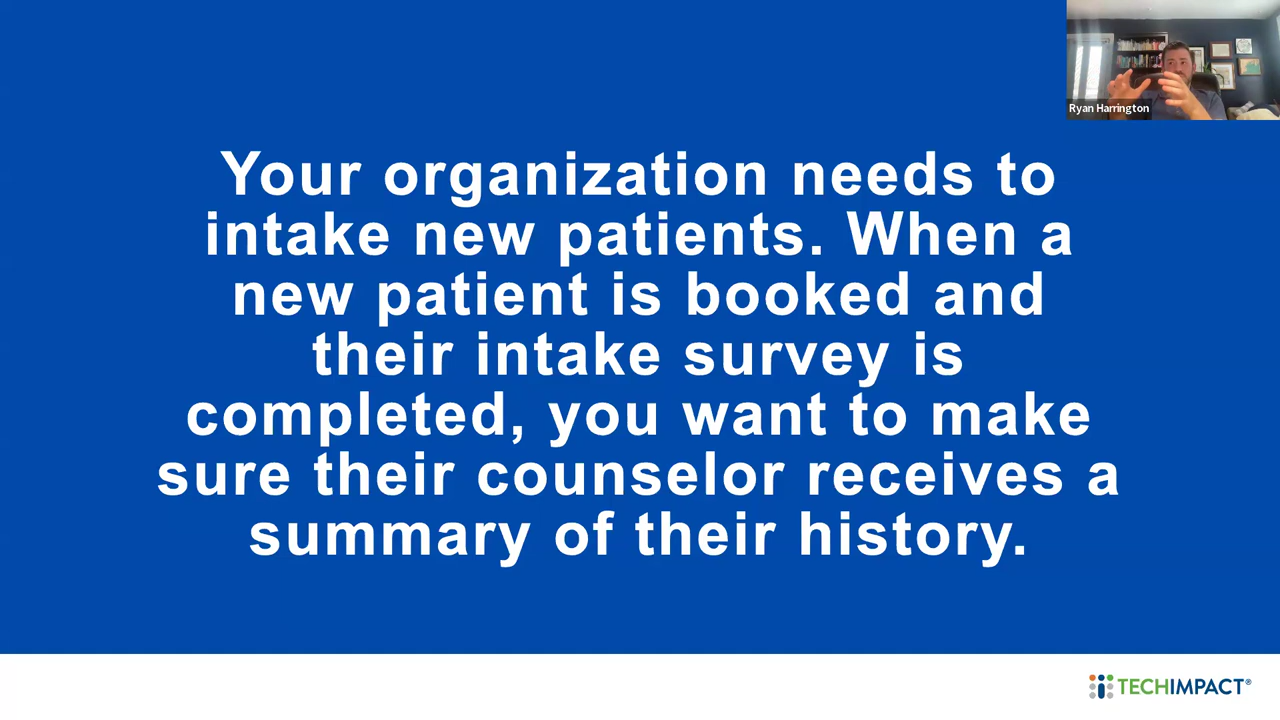 Ryan Harrington
Your organization needs to
intake new patients. When a
new patient is booked and
their intake survey is
completed, you want to make
sure their counselor receives a
summary of their history.
TECHIMPACT®